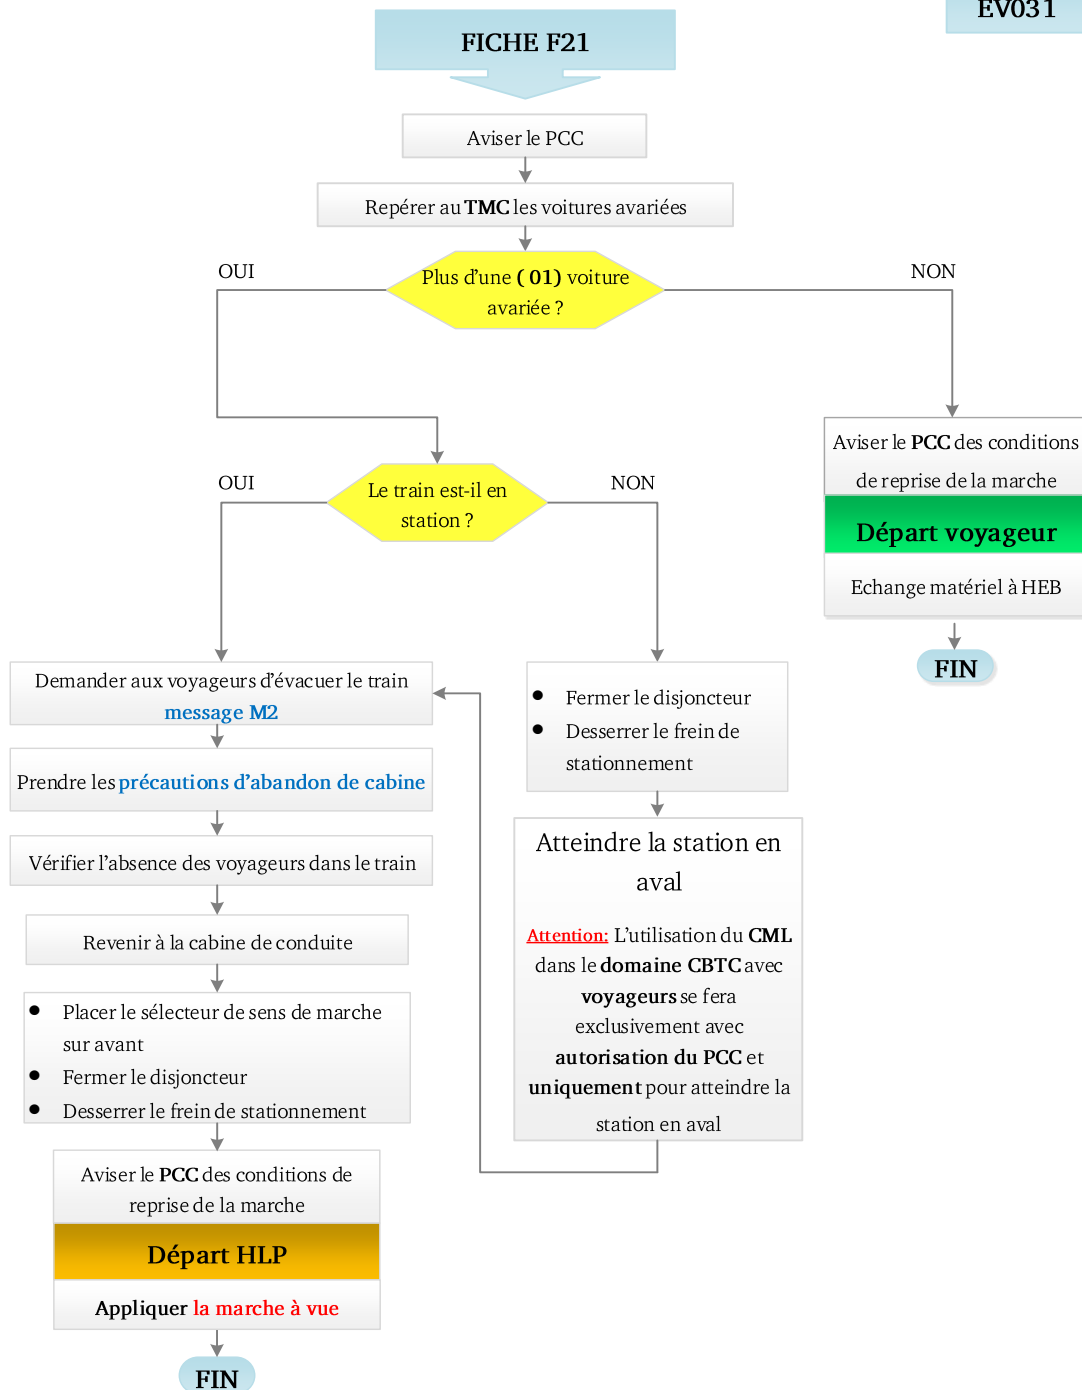 EV031
FICHE F21
Aviser le PCC
Repérer au TMC les voitures avariées
OUI
Plus d’une ( 01) voiture
avariée ?
NON
Aviser le PCC des conditions
de reprise de la marche
Départ voyageur
Echange matériel à HEB
FIN
OUI
Le train est-il en
station ?
NON
Demander aux voyageurs d’évacuer le train
message M2
Prendre les précautions d’abandon de cabine
Vérifier l’absence des voyageurs dans le train
Revenir à la cabine de conduite
• Placer le sélecteur de sens de marche
sur avant
• Fermer le disjoncteur
• Desserrer le frein de stationnement
Aviser le PCC des conditions de
reprise de la marche
Départ HLP
Appliquer la marche à vue
FIN
• Fermer le disjoncteur
• Desserrer le frein de
stationnement
Atteindre la station en
aval
Attention: L’utilisation du CML
dans le domaine CBTC avec
voyageurs se fera
exclusivement avec
autorisation du PCC et
uniquement pour atteindre la
station en aval